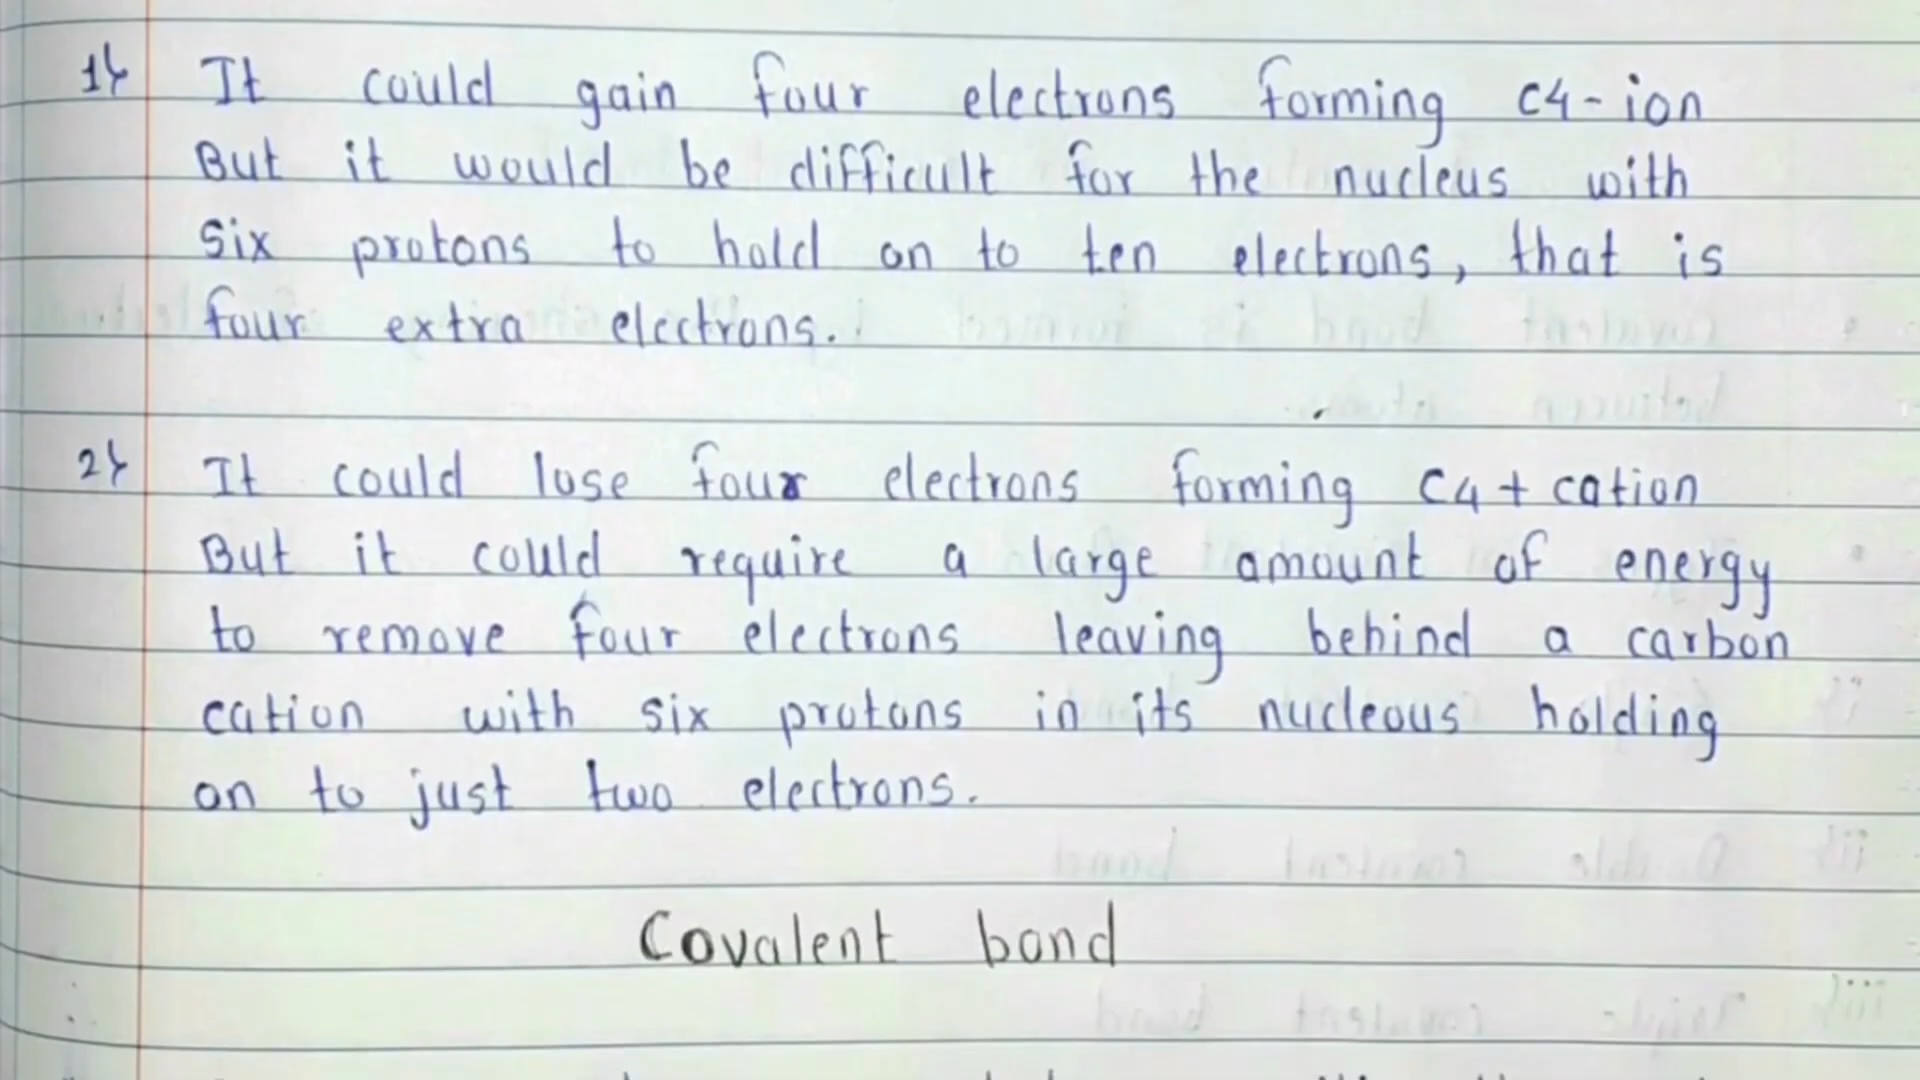 1} It could gain four electrons forming C4- ion
But it would be difficult for the nucleus with
six protons to hold on to ten electrons, that is
four extra electrons.
2} It could lose four electrons forming C4+ cation
But it could require a large amount of energy
to remove four electrons leaving behind a carbon
cation with six protons in its nucleous holding
on to just two electrons.
Covalent bond